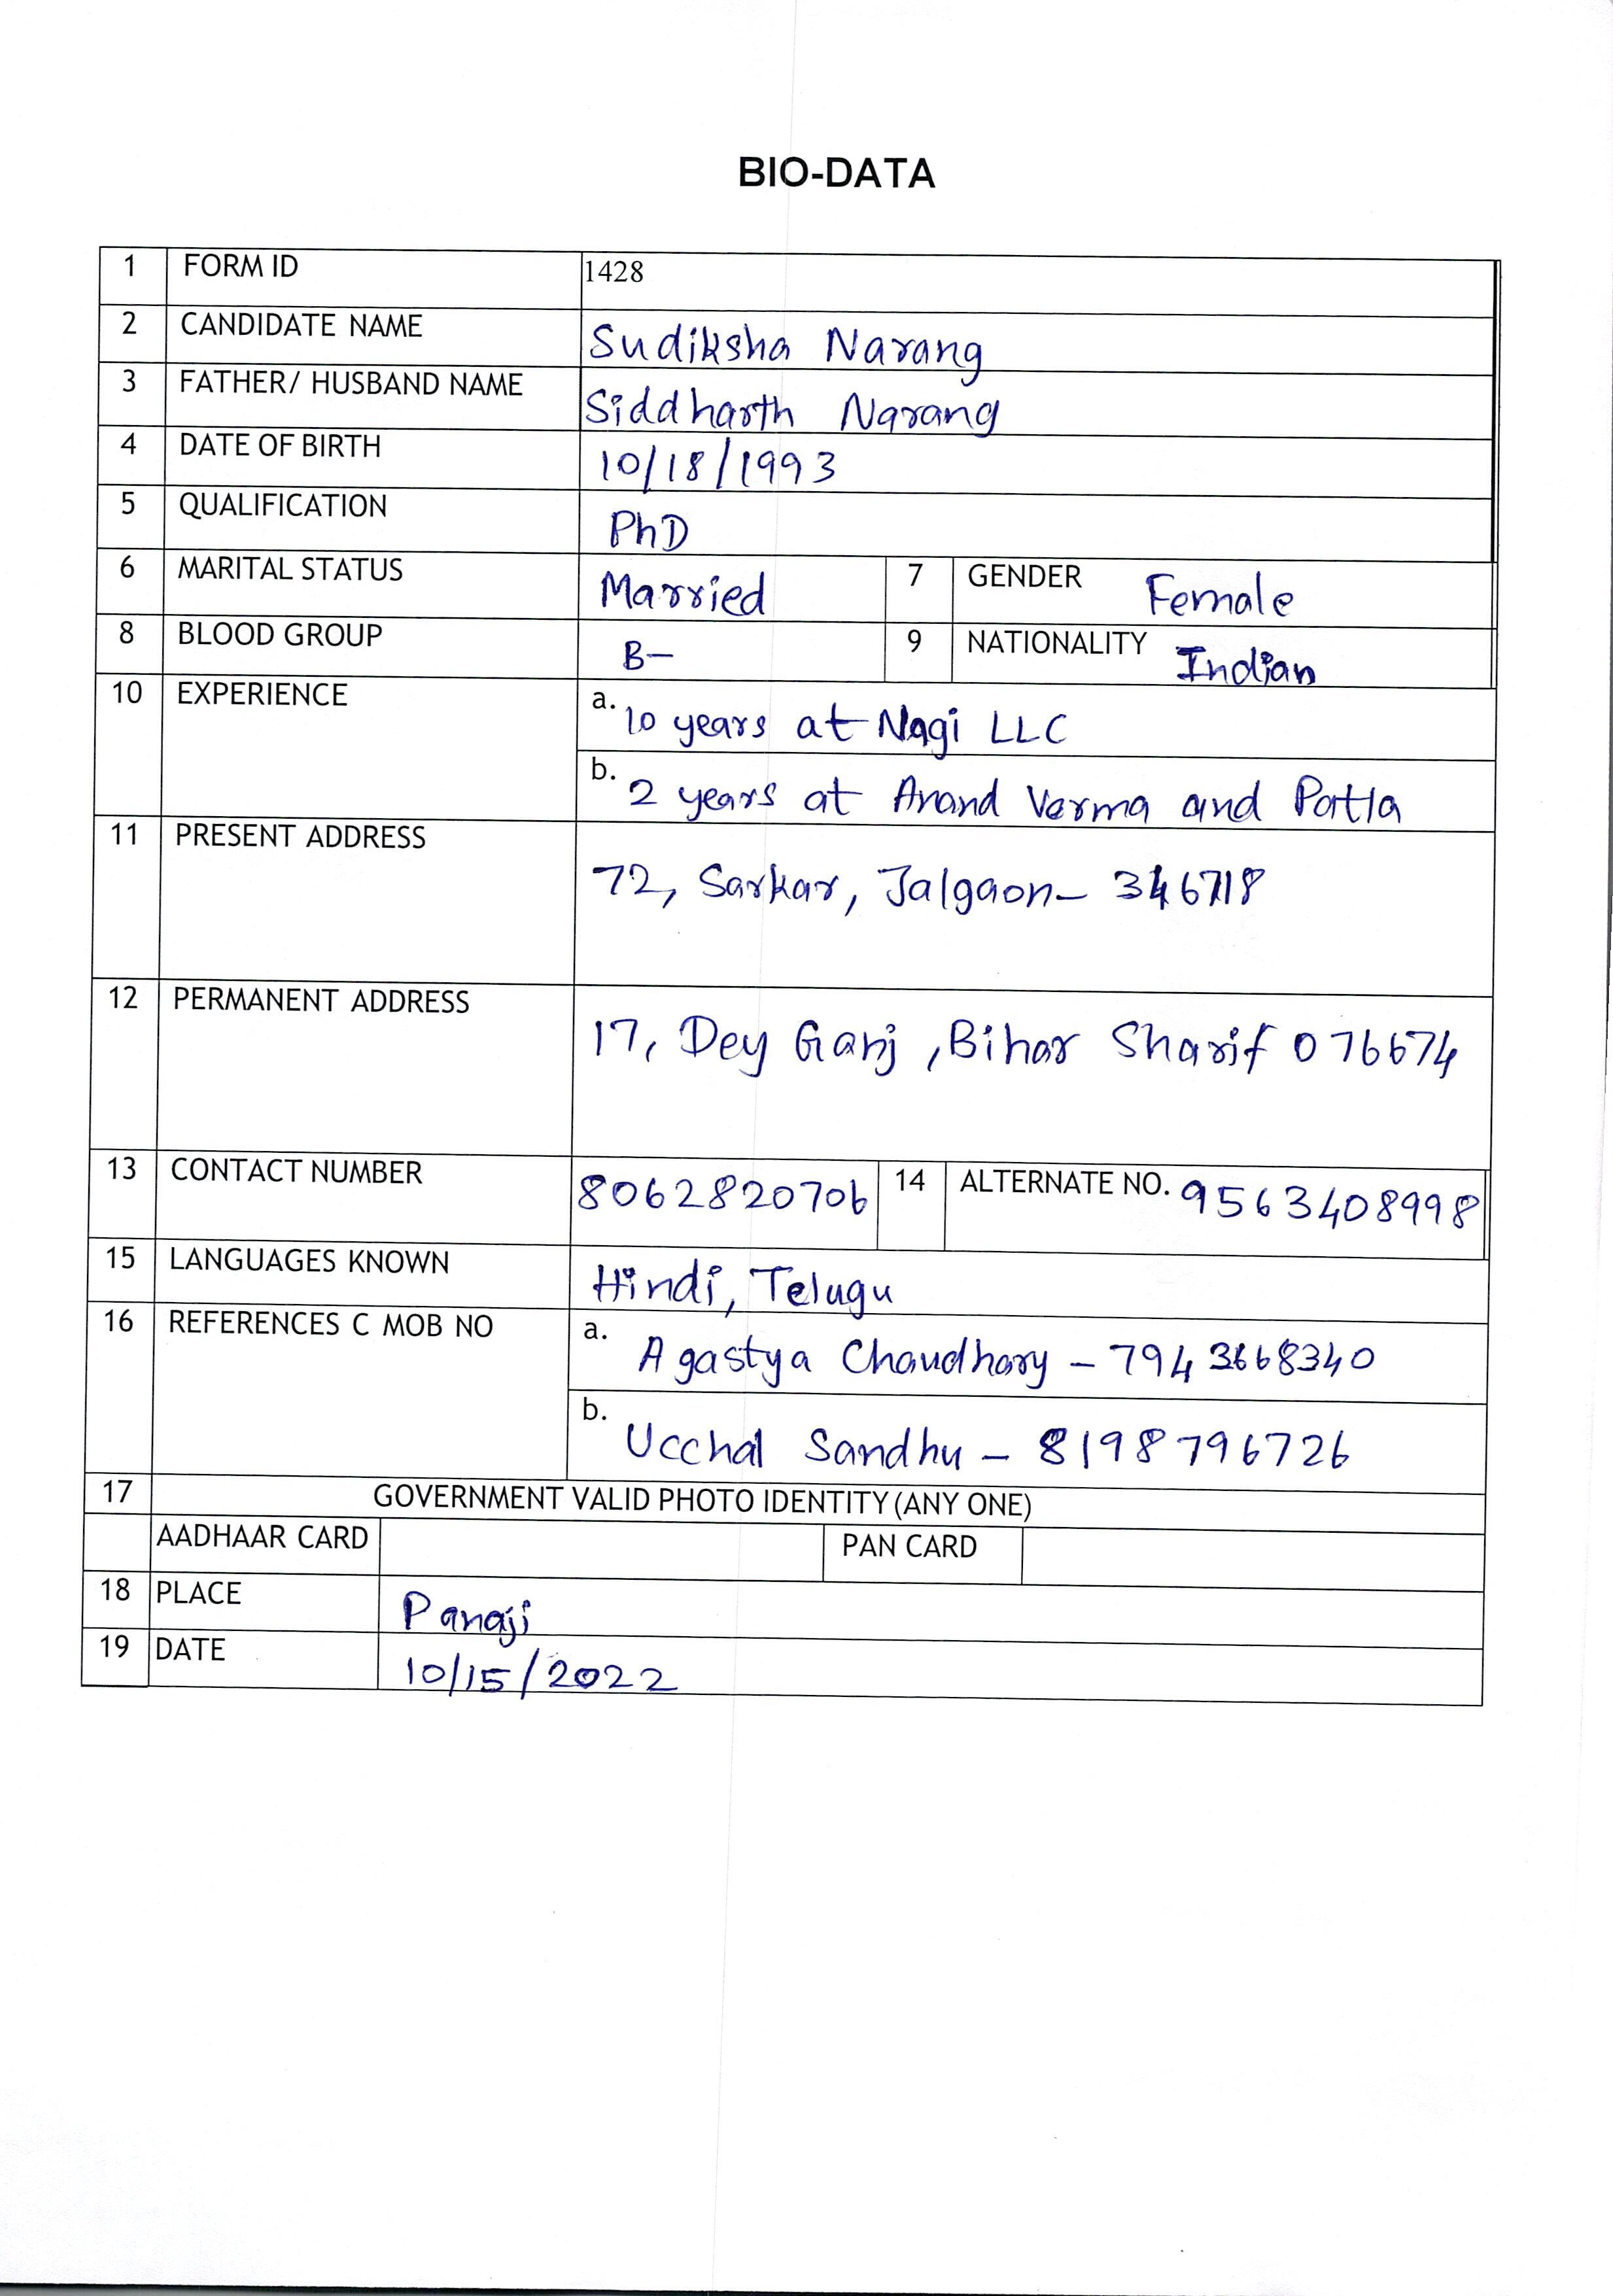 BIO-DATA
1 FORM ID 1428
2 CANDIDATE NAME Sudiksha Narang
3 FATHER/ HUSBAND NAME Siddharth Narang
4 DATE OF BIRTH 10/18/1993
5 QUALIFICATION PhD
6 MARITAL STATUS Married 7 GENDER Female
8 BLOOD GROUP B- 9 NATIONALITY Indian
10 EXPERIENCE a. 10 years at Nagi LLC
b. 2 years at Anand Verma and Patla
11 PRESENT ADDRESS 72, Sarkar, Jalgaon- 346718
12 PERMANENT ADDRESS 17, Dey Ganj, Bihar Sharif 076674
13 CONTACT NUMBER 8062820706 14 ALTERNATE NO. 9563408998
15 LANGUAGES KNOWN Hindi, Telugu
16 REFERENCES C MOB NO a. Agastya Chaudhary - 7943668340
b. Ucchal Sandhu - 8198796726
17 GOVERNMENT VALID PHOTO IDENTITY (ANY ONE)
AADHAAR CARD PAN CARD
18 PLACE Panaji
19 DATE 10/15/2022